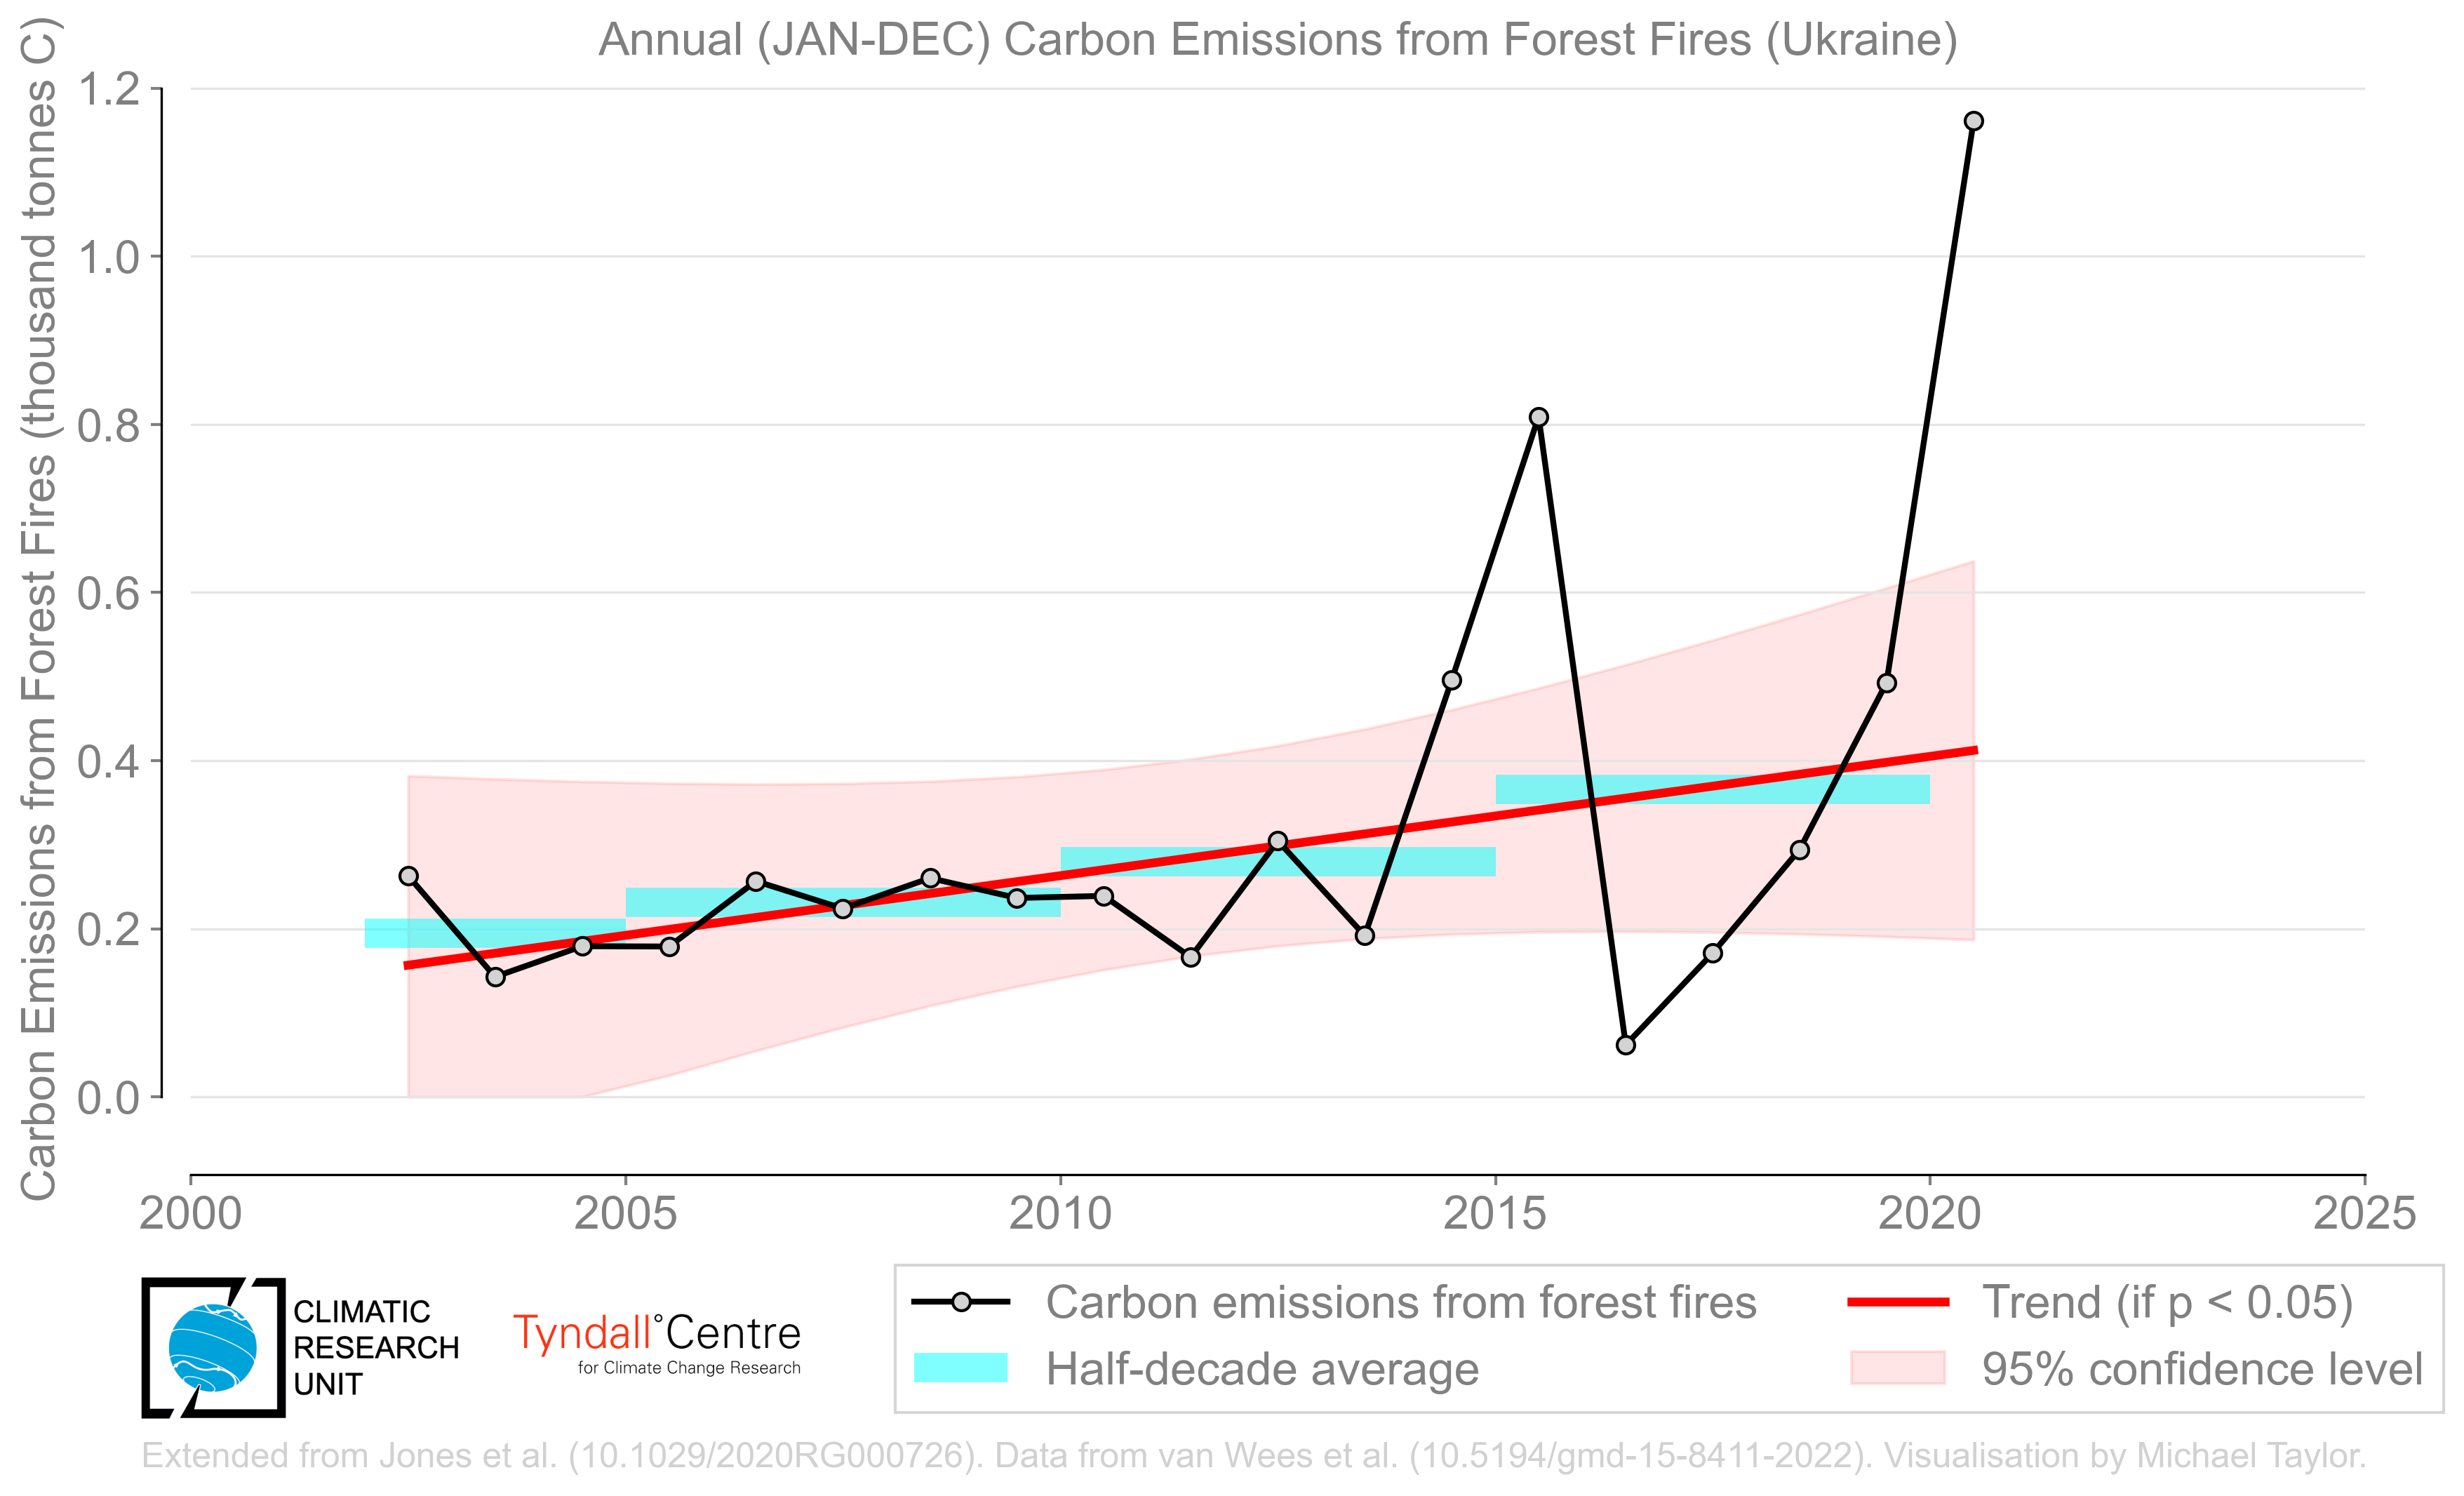 Annual (JAN-DEC) Carbon Emissions from Forest Fires (Ukraine)
Carbon Emissions from Forest Fires (thousand tonnes C)
1.2
1.0
0.8
0.6
0.4
0.2
0.0
2000
2005
2010
2015
2020
2025
CLIMATIC
RESEARCH
UNIT
Tyndall°Centre
for Climate Change Research
Carbon emissions from forest fires
Half-decade average
Trend (if p < 0.05)
95% confidence level
Extended from Jones et al. (10.1029/2020RG000726). Data from van Wees et al. (10.5194/gmd-15-8411-2022). Visualisation by Michael Taylor.